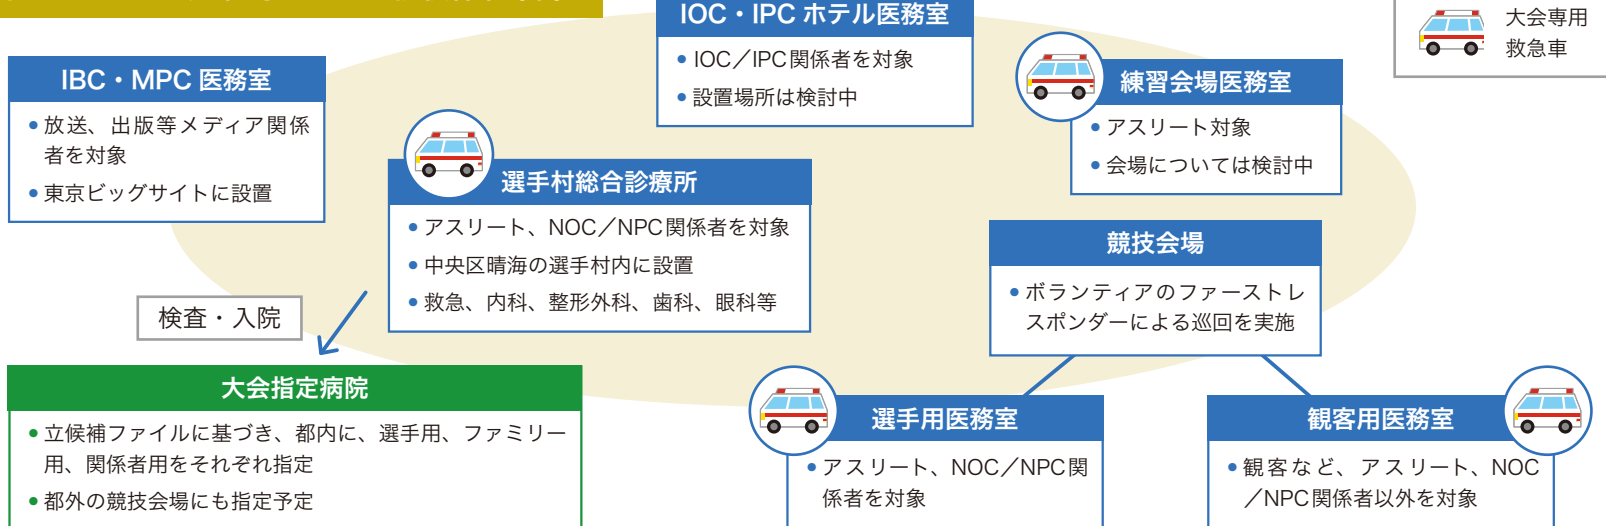 IOC・IPC ホテル医務室
• IOC／IPC関係者を対象
• 設置場所は検討中
大会専用
救急車
IBC・MPC 医務室
• 放送、出版等メディア関係
者を対象
• 東京ビッグサイトに設置
練習会場医務室
• アスリート対象
• 会場については検討中
選手村総合診療所
• アスリート、NOC／NPC関係者を対象
• 中央区晴海の選手村内に設置
• 救急、内科、整形外科、歯科、眼科等
競技会場
• ボランティアのファーストレ
スポンダーによる巡回を実施
検査・入院
大会指定病院
• 立候補ファイルに基づき、都内に、選手用、ファミリー
用、関係者用をそれぞれ指定
• 都外の競技会場にも指定予定
選手用医務室
• アスリート、NOC／NPC関
係者を対象
観客用医務室
• 観客など、アスリート、NOC
／NPC関係者以外を対象